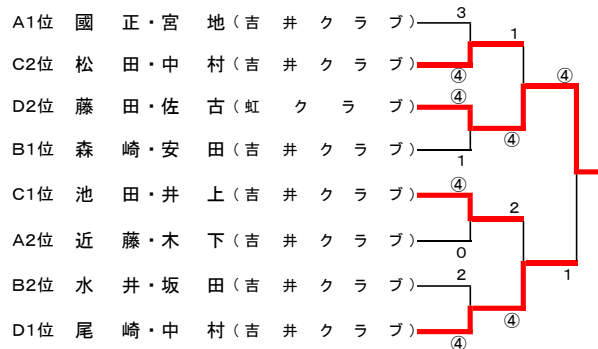 A1位 國 正・宮 地(吉 井 ク ラ ブ) 3
1
C2位 松 田・中 村(吉 井 ク ラ ブ) ④
④
D2位 藤 田・佐 古(虹 ク ラ ブ) ④
④
B1位 森 崎・安 田(吉 井 ク ラ ブ) 1
C1位 池 田・井 上(吉 井 ク ラ ブ) ④
2
A2位 近 藤・木 下(吉 井 ク ラ ブ) 0
1
B2位 水 井・坂 田(吉 井 ク ラ ブ) 2
④
D1位 尾 崎・中 村(吉 井 ク ラ ブ) ④